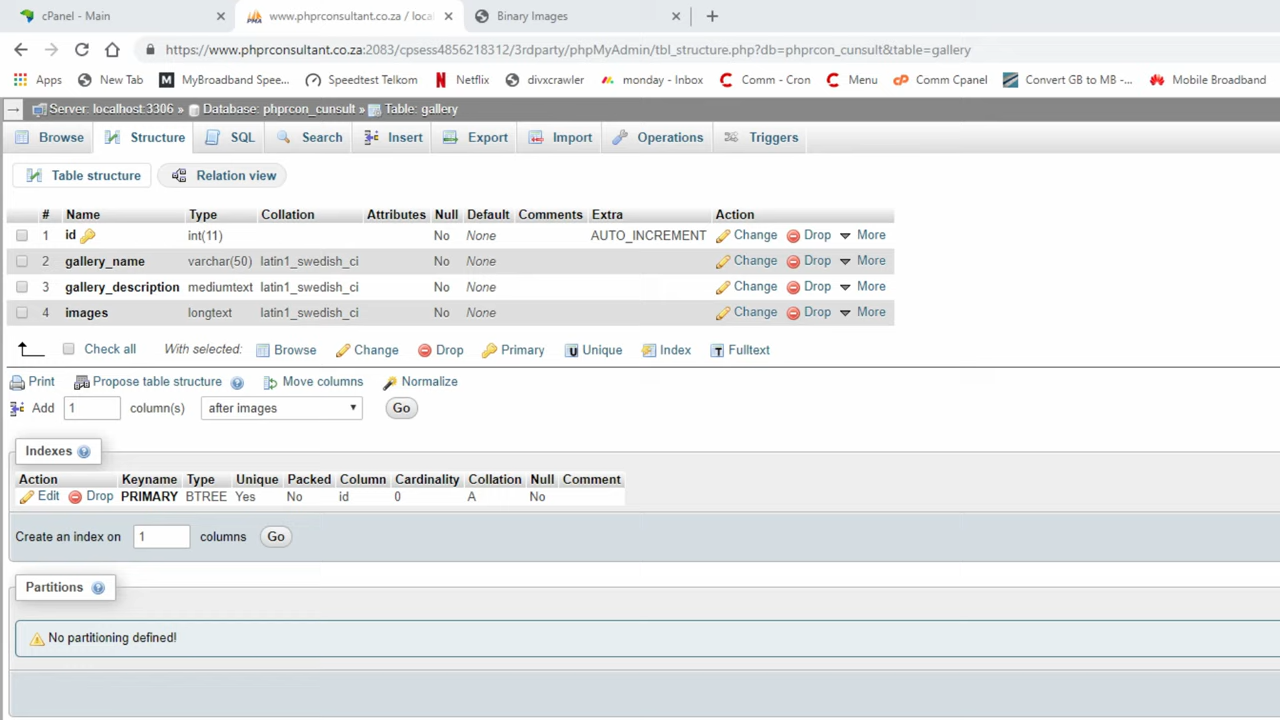 cPanel - Main
www.phprconsultant.co.za / local
Binary Images
https://www.phprconsultant.co.za:2083/cpsess4856218312/3rdparty/phpMyAdmin/tbl_structure.php?db=phprcon_cunsult&table=gallery
Apps New Tab MyBroadband Spee... Speedtest Telkom Netflix divxcrawler monday - Inbox Comm - Cron Menu Comm Cpanel Convert GB to MB -... Mobile Broadband
Server: localhost:3306 » Database: phprcon_cunsult » Table: gallery
Browse Structure SQL Search Insert Export Import Operations Triggers
Table structure Relation view
# Name Type Collation Attributes Null Default Comments Extra Action
1 id int(11) No None AUTO_INCREMENT Change Drop More
2 gallery_name varchar(50) latin1_swedish_ci No None Change Drop More
3 gallery_description mediumtext latin1_swedish_ci No None Change Drop More
4 images longtext latin1_swedish_ci No None Change Drop More
Check all With selected: Browse Change Drop Primary Unique Index Fulltext
Print Propose table structure Move columns Normalize
Add 1 column(s) after images Go
Indexes
Action Keyname Type Unique Packed Column Cardinality Collation Null Comment
Edit Drop PRIMARY BTREE Yes No id 0 A No
Create an index on 1 columns Go
Partitions
No partitioning defined!